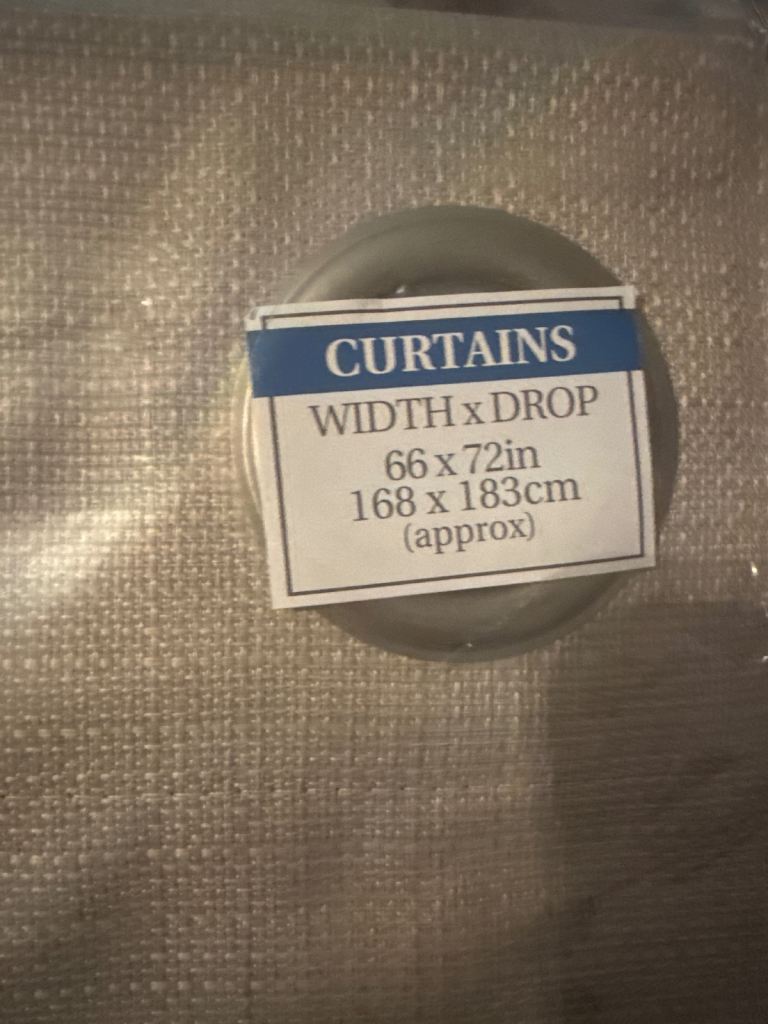 CURTAINS
WIDTH x DROP
66 x 72in
168 x 183cm
(approx)